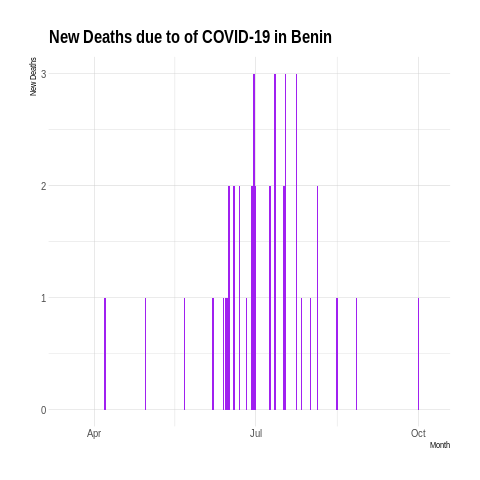 New Deaths due to of COVID-19 in Benin
New Deaths
3
2
1
0
Apr
Jul
Oct
Month